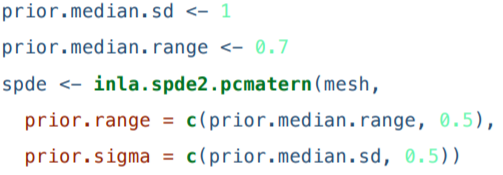 prior.median.sd <- 1
prior.median.range <- 0.7
spde <- inla.spde2.pcmatern(mesh,
  prior.range = c(prior.median.range, 0.5),
  prior.sigma = c(prior.median.sd, 0.5))